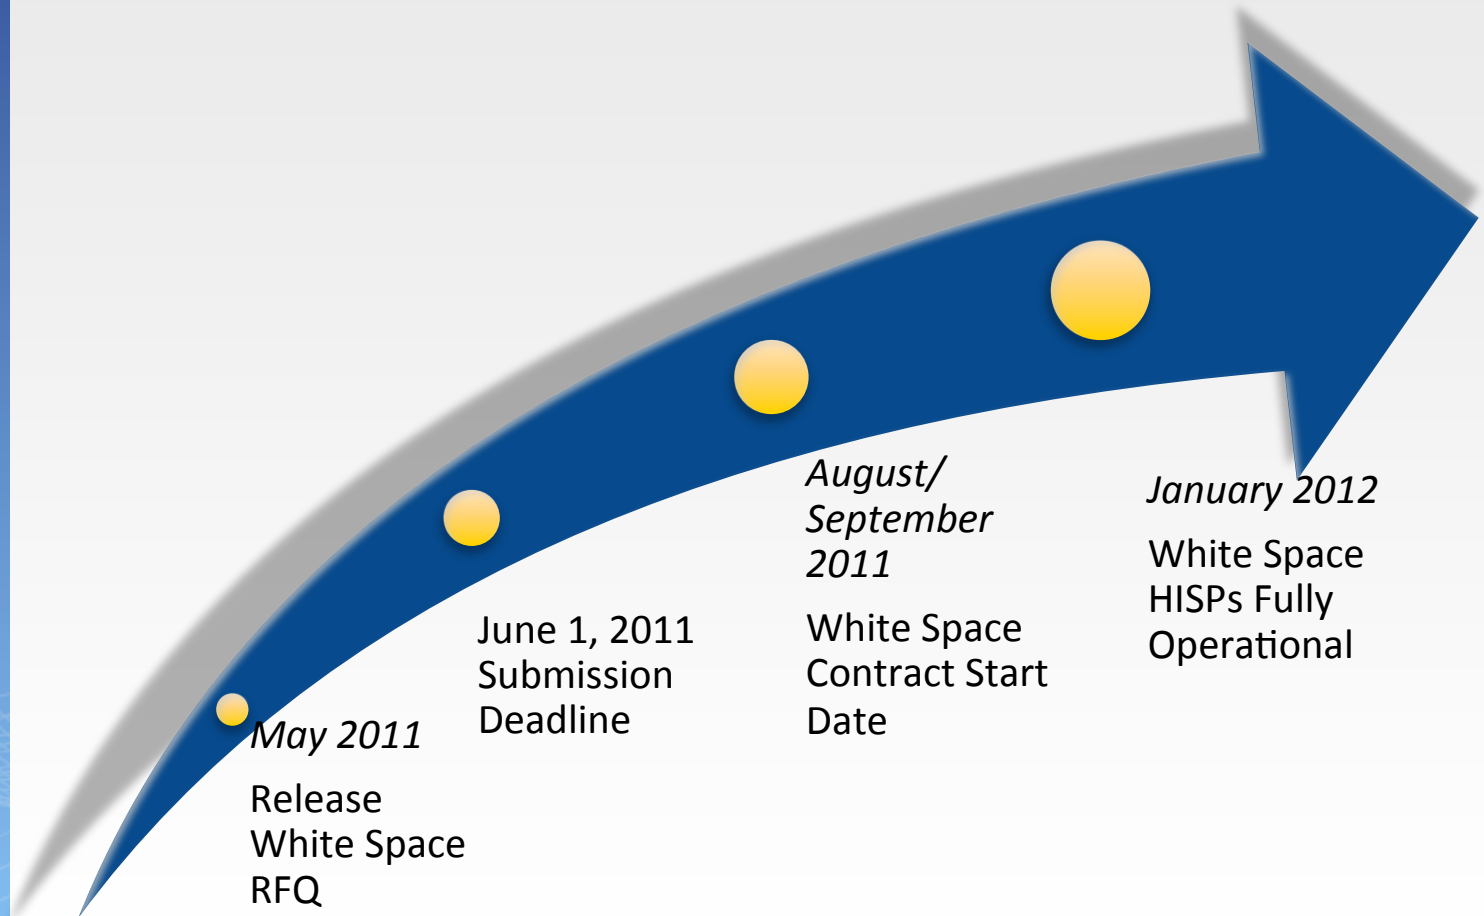 May 2011
Release
White Space
RFQ
June 1, 2011
Submission
Deadline
August/
September
2011
White Space
Contract Start
Date
January 2012
White Space
HISPs Fully
Operational